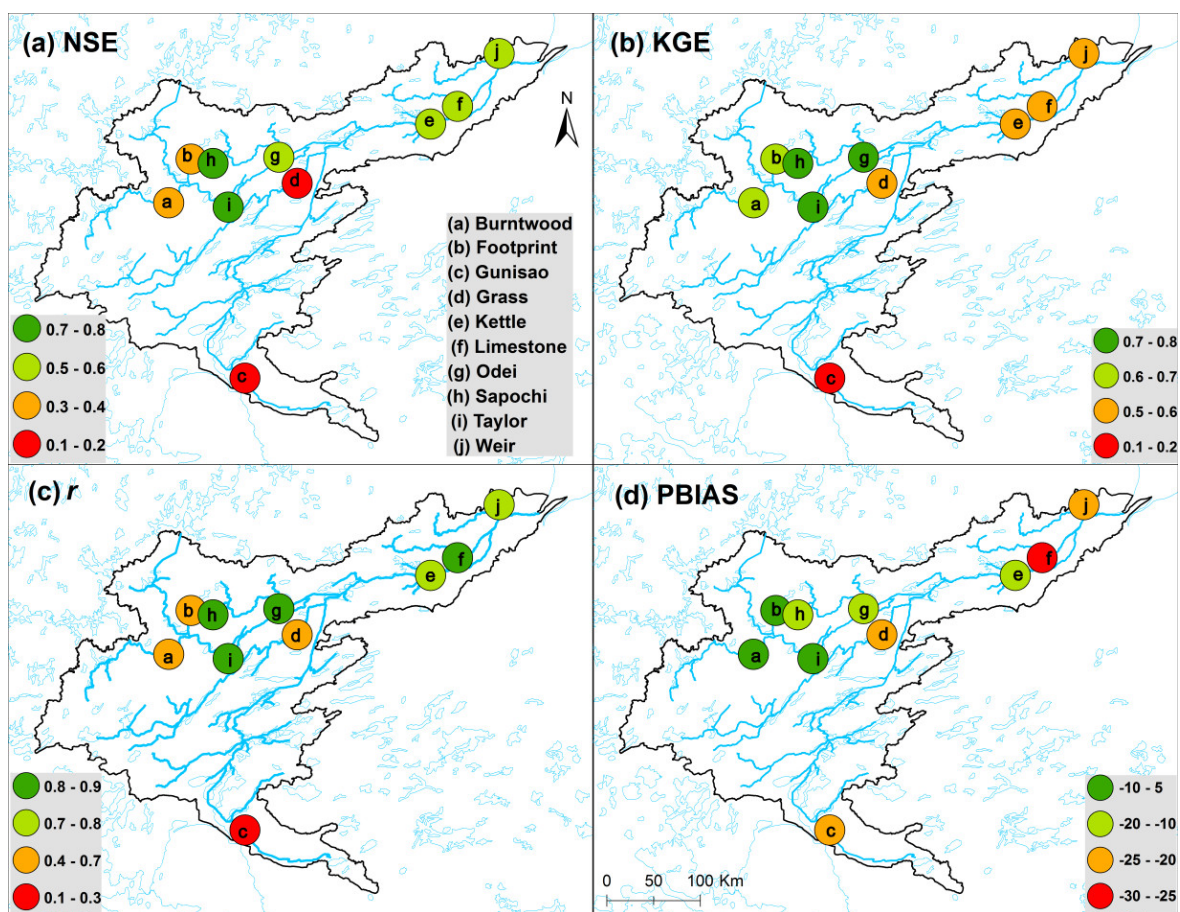 (a) NSE
j
N
f
e
b
h
g
d
a
i
c
(a) Burntwood
(b) Footprint
(c) Gunisao
(d) Grass
(e) Kettle
(f) Limestone
(g) Odei
(h) Sapochi
(i) Taylor
(j) Weir
0.7 - 0.8
0.5 - 0.6
0.3 - 0.4
0.1 - 0.2
(b) KGE
j
f
e
b
h
g
d
a
i
c
0.7 - 0.8
0.6 - 0.7
0.5 - 0.6
0.1 - 0.2
(c) r
j
f
e
b
h
g
d
a
i
c
0.8 - 0.9
0.7 - 0.8
0.4 - 0.7
0.1 - 0.3
(d) PBIAS
j
f
e
b
h
g
d
a
i
c
-10 - 5
-20 - -10
-25 - -20
-30 - -25
0 50 100 Km